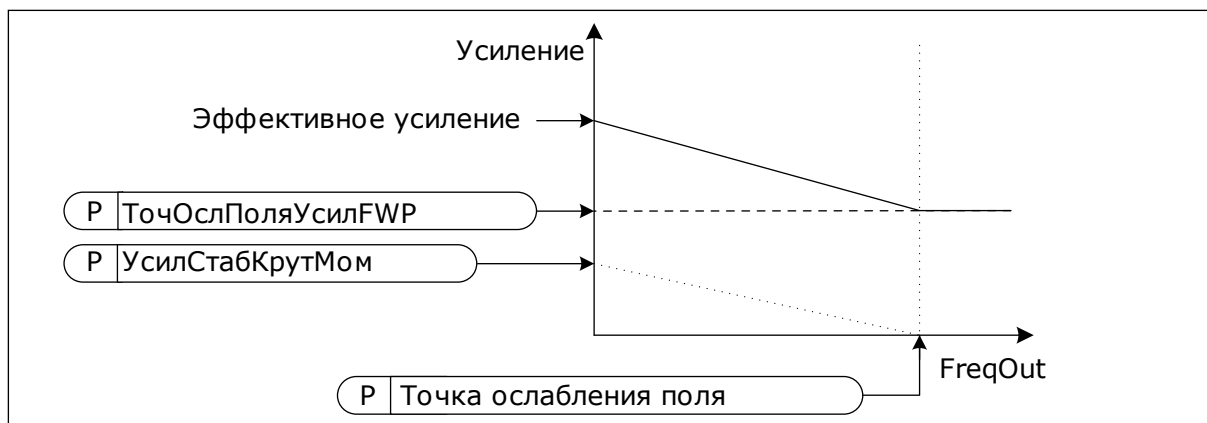 Усиление
Эффективное усиление
P ТочОслПоляУсилFWP
P УсилСтабКрутМом
FreqOut
P Точка ослабления поля